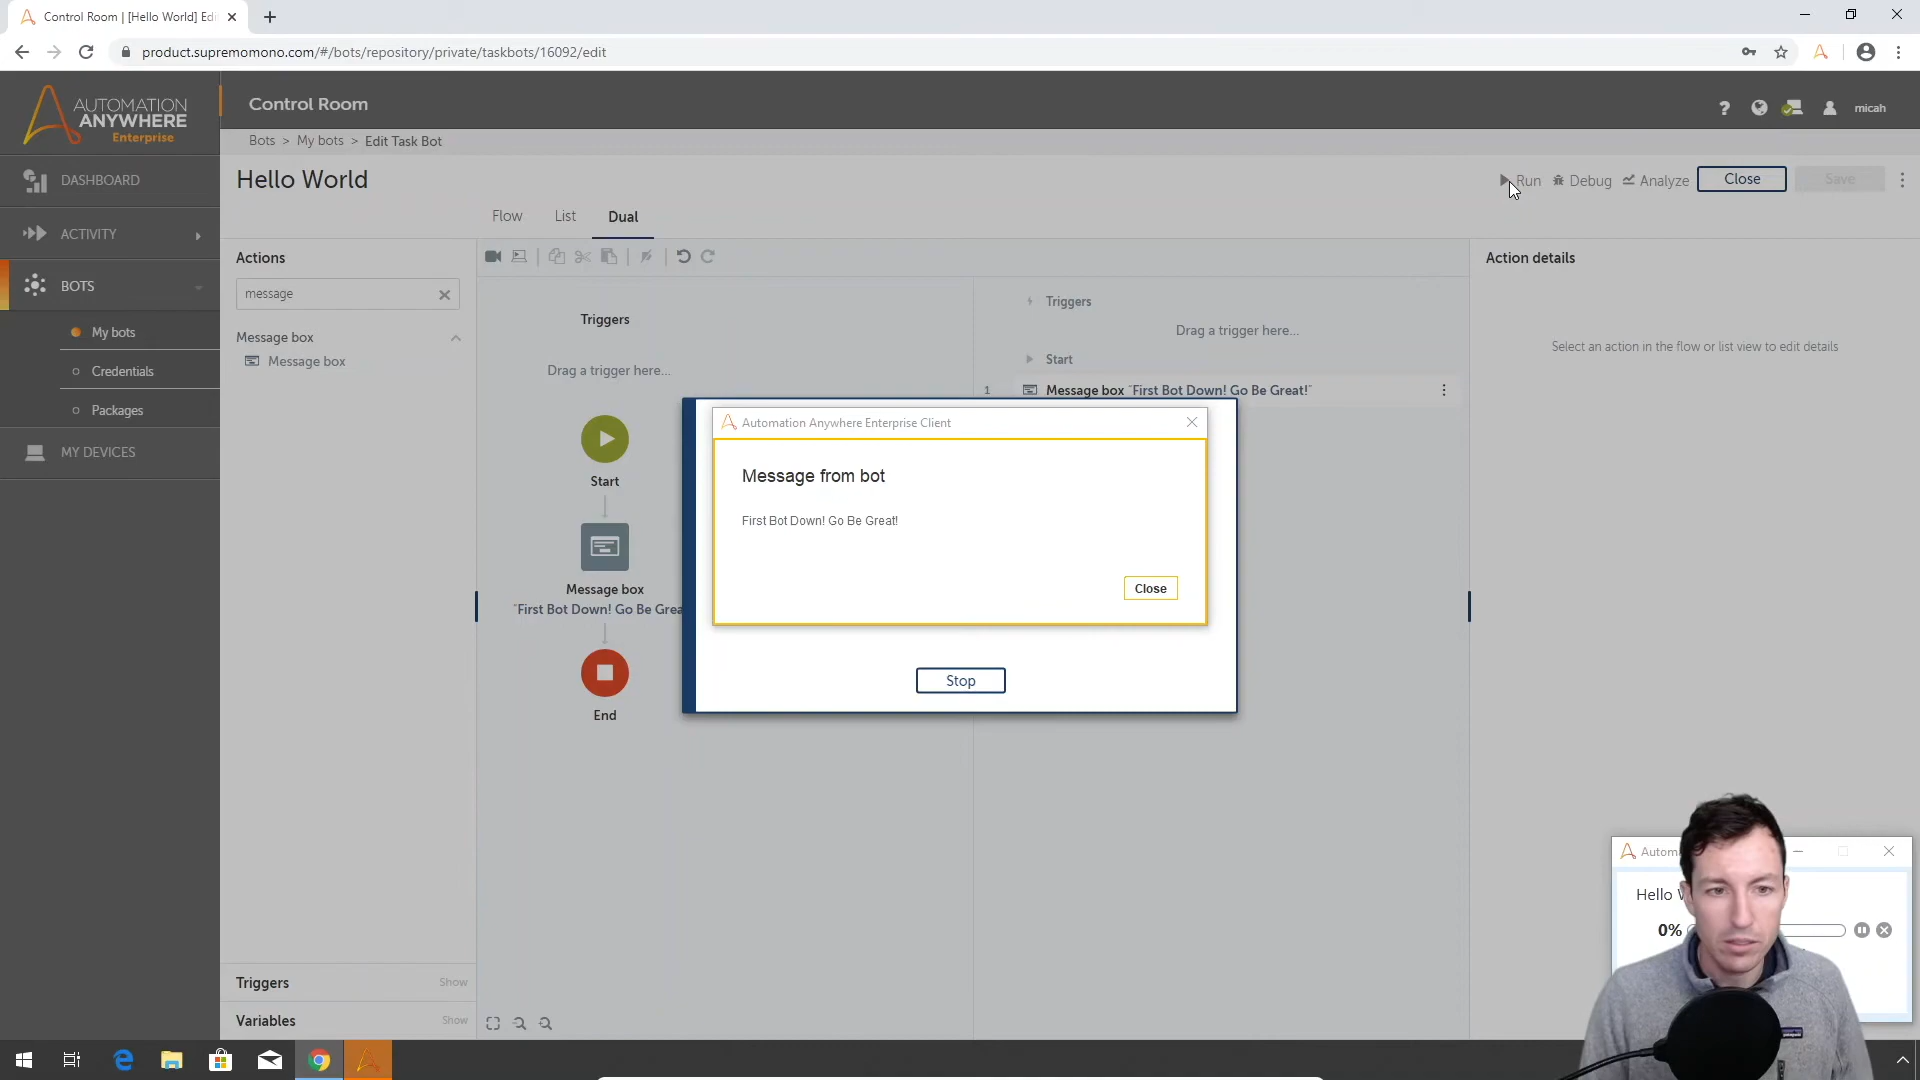 Control Room | [Hello World] Edi
product.supremomono.com/#/bots/repository/private/taskbots/16092/edit
AUTOMATION
ANYWHERE
Enterprise
Control Room
micah
Bots > My bots > Edit Task Bot
DASHBOARD
ACTIVITY
BOTS
My bots
Credentials
Packages
MY DEVICES
Hello World
Run
Debug
Analyze
Close
Save
Flow
List
Dual
Actions
message
Message box
Message box
Triggers
Drag a trigger here...
Start
Message box
"First Bot Down! Go Be Grea
End
Triggers
Drag a trigger here...
Start
1
Message box "First Bot Down! Go Be Great!"
Action details
Select an action in the flow or list view to edit details
Automation Anywhere Enterprise Client
Message from bot
First Bot Down! Go Be Great!
Close
Stop
Triggers
Show
Variables
Show
Autom
Hello
0%